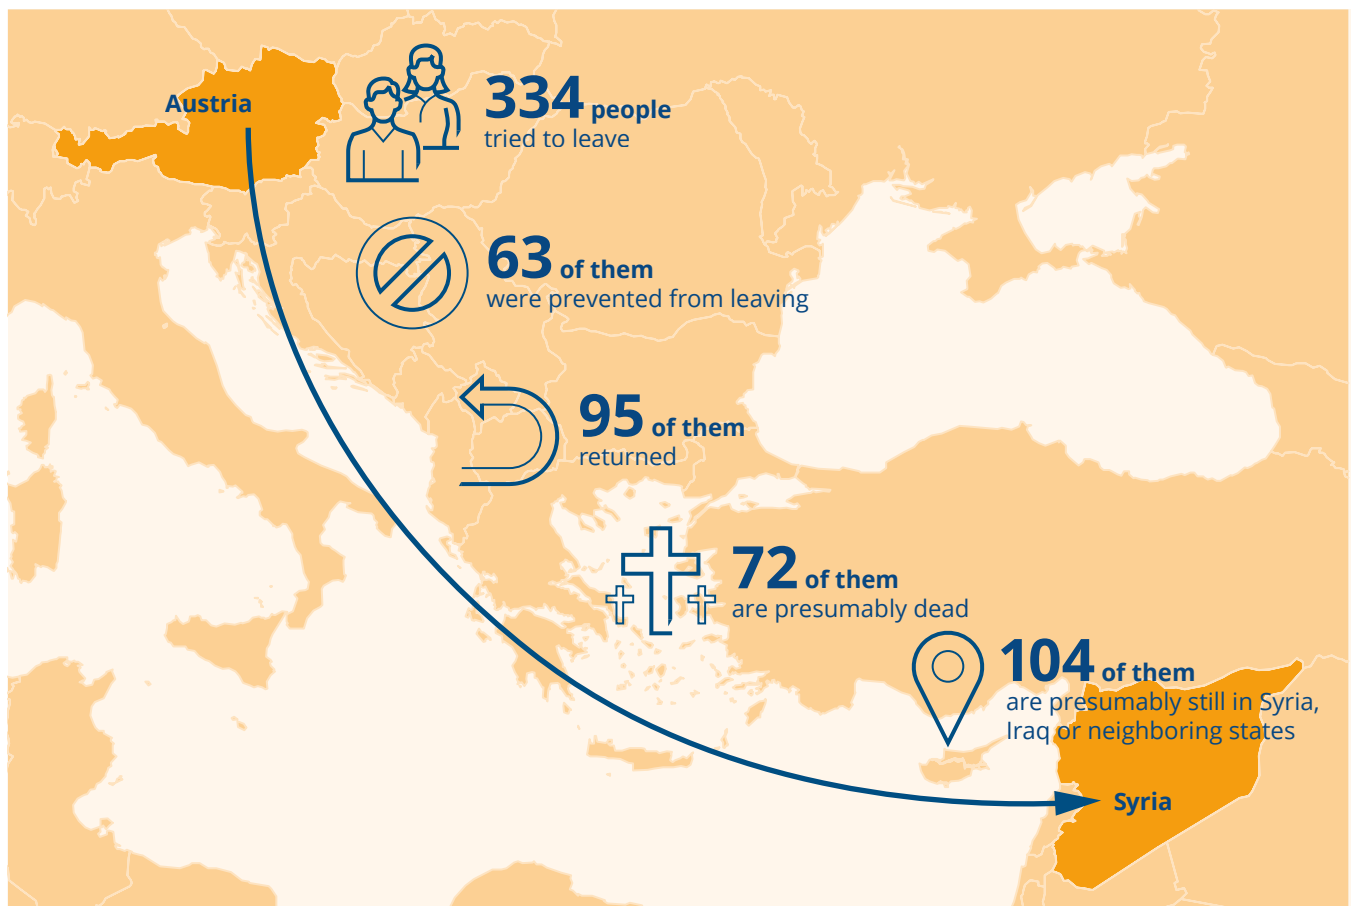 Austria
334 people
tried to leave
63 of them
were prevented from leaving
95 of them
returned
72 of them
are presumably dead
104 of them
are presumably still in Syria,
Iraq or neighboring states
Syria